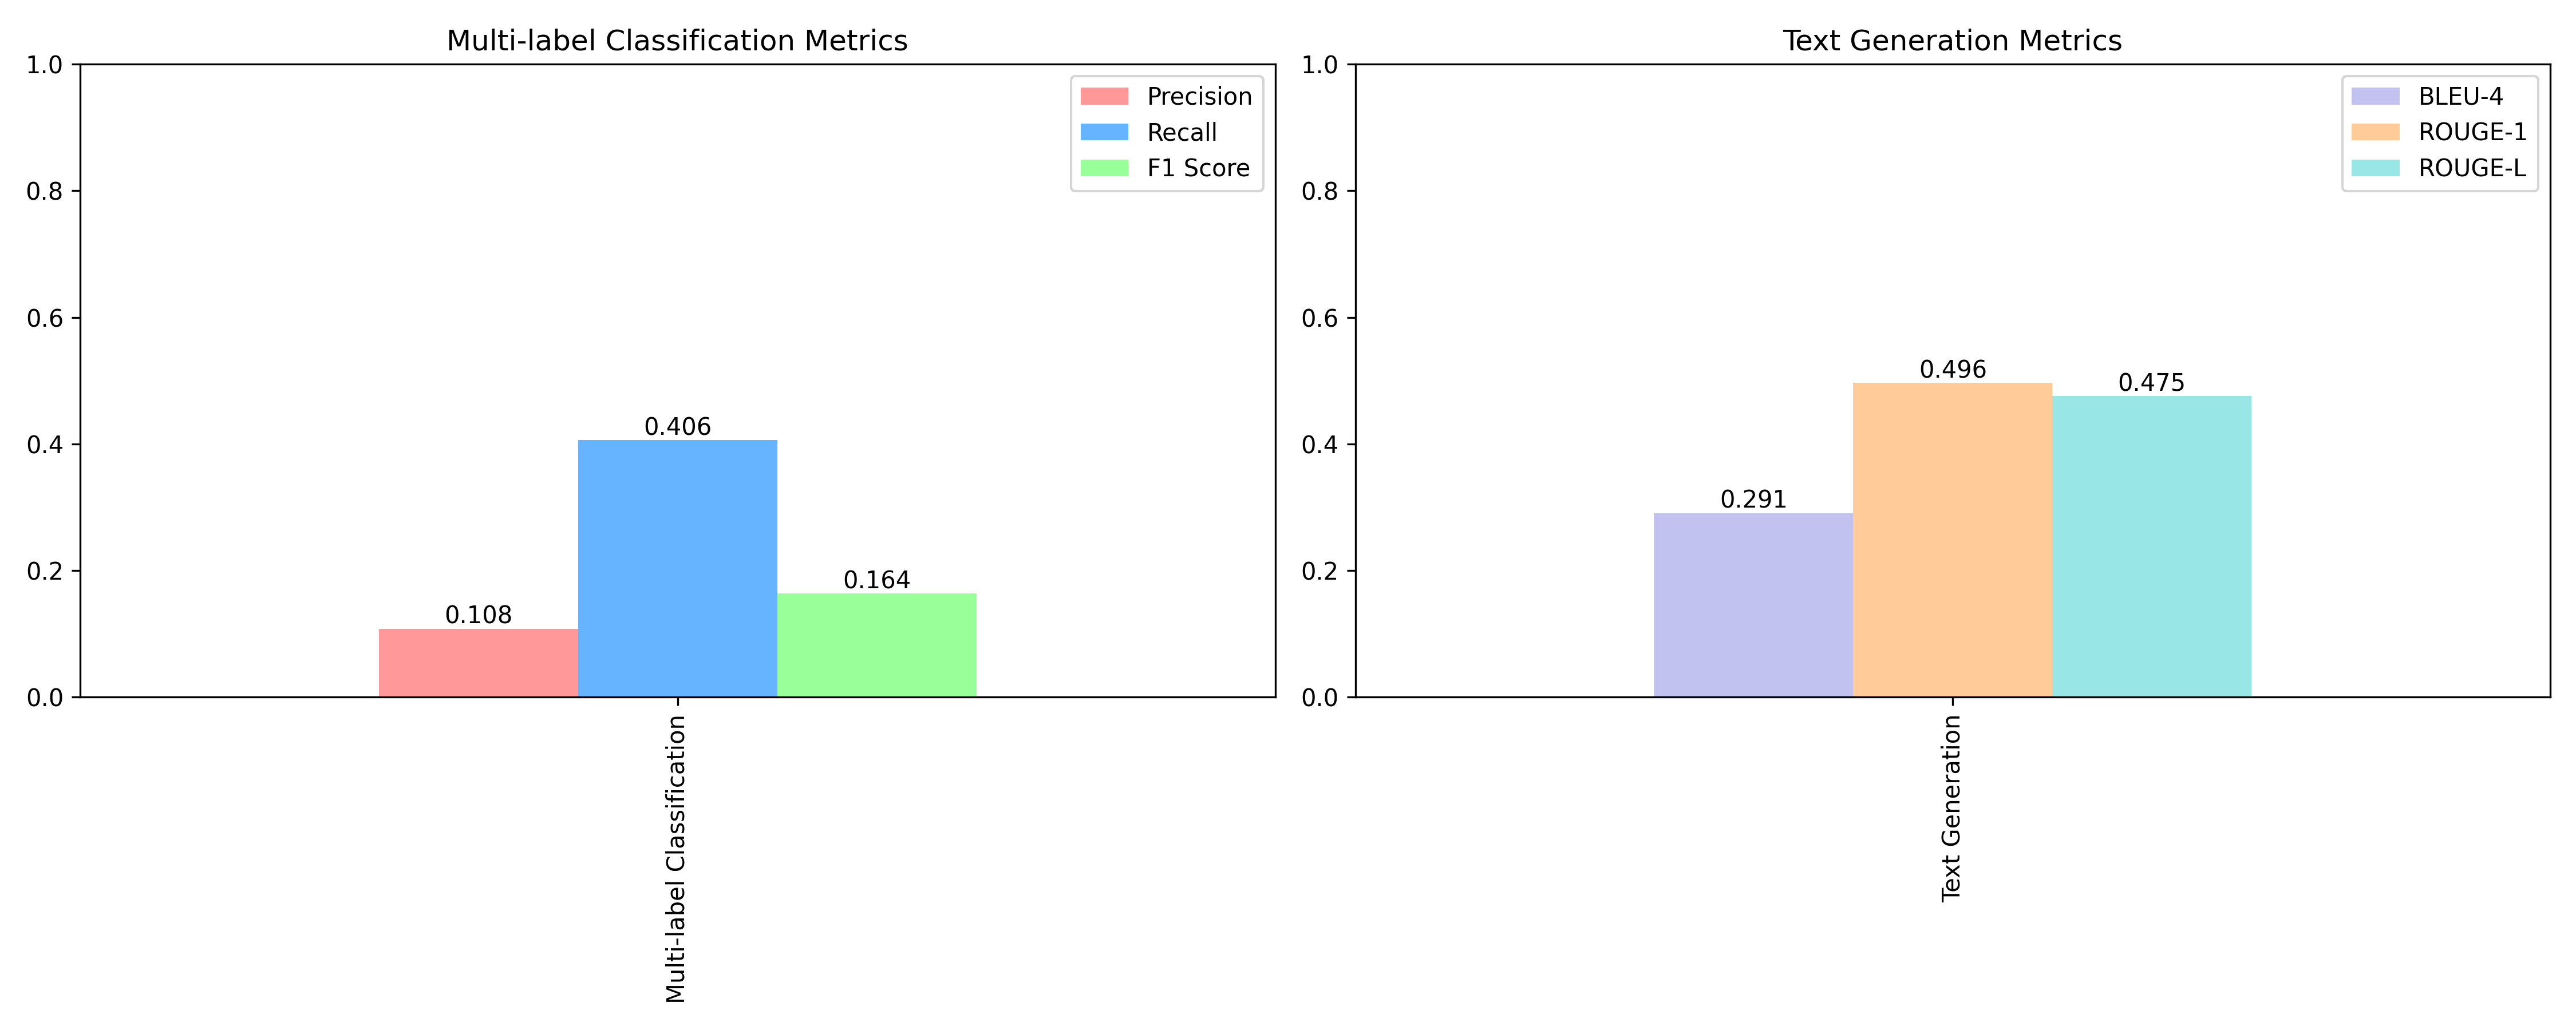 Multi-label Classification Metrics
1.0
0.8
0.6
0.4
0.2
0.0
Precision
Recall
F1 Score
0.108
0.406
0.164
Multi-label Classification
Text Generation Metrics
1.0
0.8
0.6
0.4
0.2
0.0
BLEU-4
ROUGE-1
ROUGE-L
0.291
0.496
0.475
Text Generation